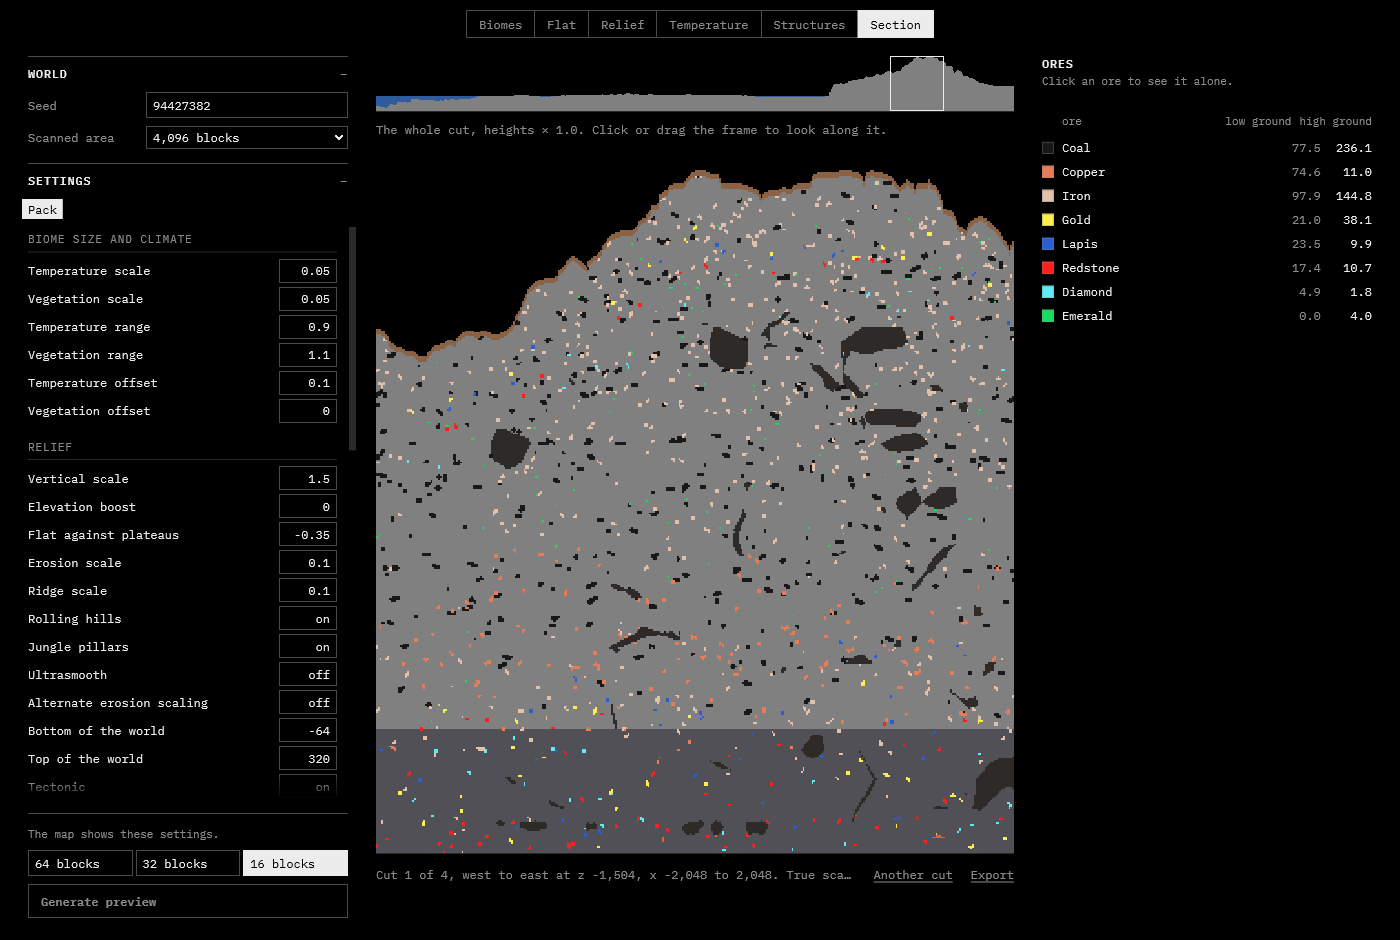 Biomes Flat Relief Temperature Structures Section
WORLD −
Seed 94427382
Scanned area 4,096 blocks
SETTINGS −
Pack
BIOME SIZE AND CLIMATE
Temperature scale 0.05
Vegetation scale 0.05
Temperature range 0.9
Vegetation range 1.1
Temperature offset 0.1
Vegetation offset 0
RELIEF
Vertical scale 1.5
Elevation boost 0
Flat against plateaus -0.35
Erosion scale 0.1
Ridge scale 0.1
Rolling hills on
Jungle pillars on
Ultrasmooth off
Alternate erosion scaling off
Bottom of the world -64
Top of the world 320
Tectonic on
The map shows these settings.
64 blocks 32 blocks 16 blocks
Generate preview
The whole cut, heights × 1.0. Click or drag the frame to look along it.
Cut 1 of 4, west to east at z -1,504, x -2,048 to 2,048. True sca… Another cut Export
ORES
Click an ore to see it alone.
ore low ground high ground
Coal 77.5 236.1
Copper 74.6 11.0
Iron 97.9 144.8
Gold 21.0 38.1
Lapis 23.5 9.9
Redstone 17.4 10.7
Diamond 4.9 1.8
Emerald 0.0 4.0